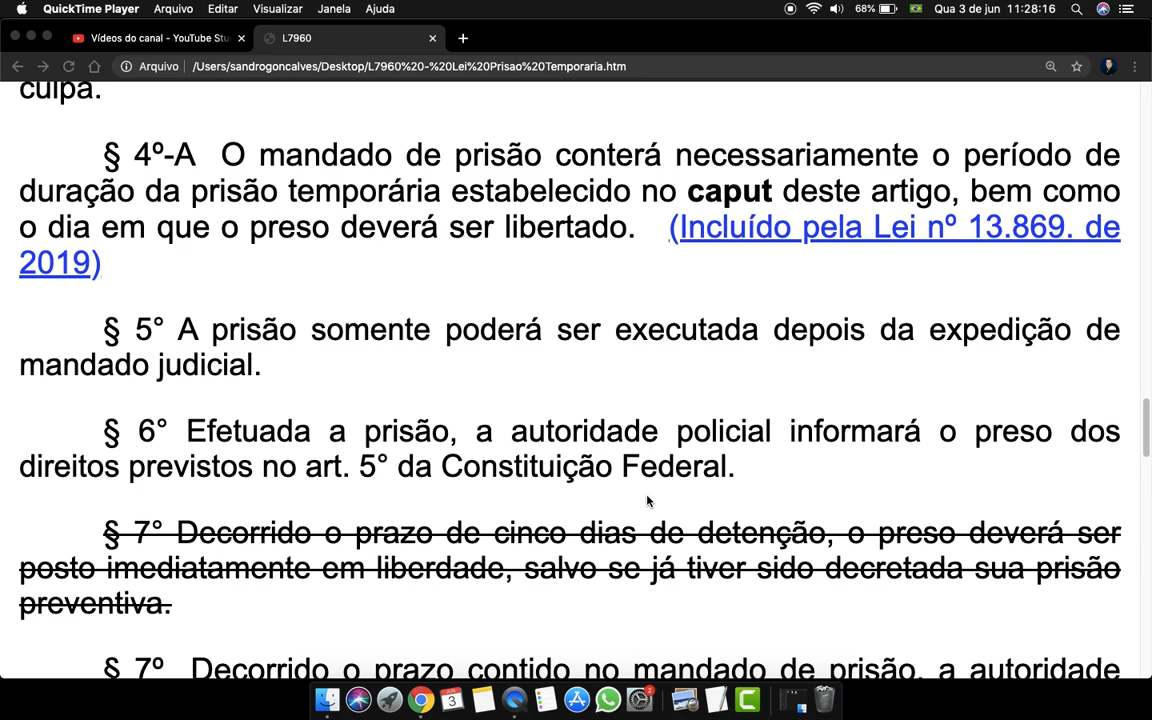 QuickTime Player Arquivo Editar Visualizar Janela Ajuda 68% Qua 3 de jun 11:28:16
Vídeos do canal - YouTube Stu L7960
Arquivo /Users/sandrogoncalves/Desktop/L7960%20-%20Lei%20Prisao%20Temporaria.htm
culpa.
§ 4º-A O mandado de prisão conterá necessariamente o período de
duração da prisão temporária estabelecido no caput deste artigo, bem como
o dia em que o preso deverá ser libertado. (Incluído pela Lei nº 13.869. de
2019)
§ 5° A prisão somente poderá ser executada depois da expedição de
mandado judicial.
§ 6° Efetuada a prisão, a autoridade policial informará o preso dos
direitos previstos no art. 5° da Constituição Federal.
§ 7° Decorrido o prazo de cinco dias de detenção, o preso deverá ser
posto imediatamente em liberdade, salvo se já tiver sido decretada sua prisão
preventiva.
§ 7º Decorrido o prazo contido no mandado de prisão, a autoridade
3
2